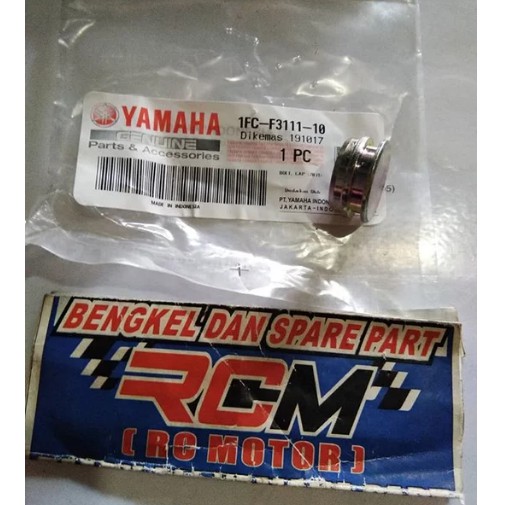 YAMAHA
GENUINE
Parts & Accessories
1FC-F3111-10
Dikemas 191017
1 PC
MADE IN INDONESIA
PT.YAMAHA INDON
JAKARTA-INDO
BENGKEL DAN SPARE PART
RCM
( RC MOTOR )